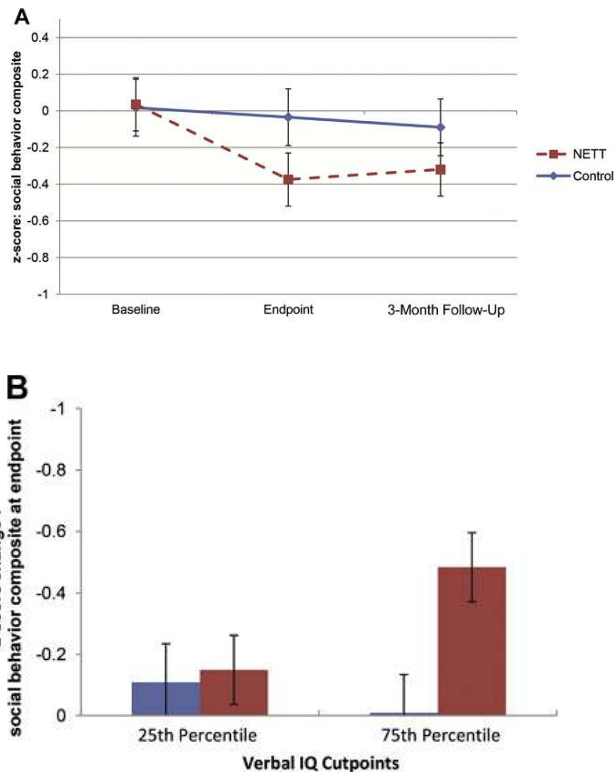 A
0.4
0.2
0
-0.2
-0.4
-0.6
-0.8
-1
z-score: social behavior composite
Baseline Endpoint 3-Month Follow-Up
NETT
Control
B
-1
-0.8
-0.6
-0.4
-0.2
0
social behavior composite at endpoint
25th Percentile 75th Percentile
Verbal IQ Cutpoints